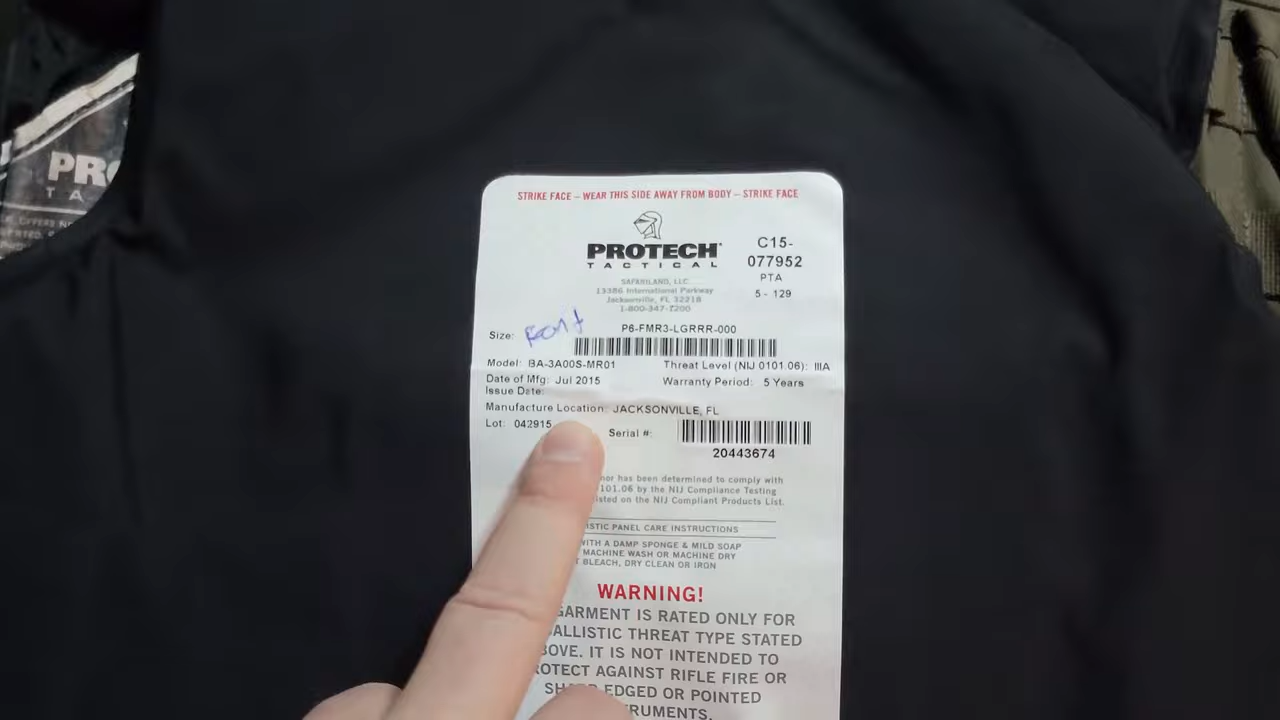 PRO
T A
STRIKE FACE – WEAR THIS SIDE AWAY FROM BODY – STRIKE FACE
PROTECH
TACTICAL
C15-
077952
PTA
5 - 129
SAFARILAND, LLC
13386 International Parkway
Jacksonville, FL 32218
1-800-347-1200
Size: Front
P6-FMR3-LGRRR-000
Model: BA-3A00S-MR01 Threat Level (NIJ 0101.06): IIIA
Date of Mfg: Jul 2015 Warranty Period: 5 Years
Issue Date:
Manufacture Location: JACKSONVILLE, FL
Lot: 042915 Serial #:
20443674
has been determined to comply with
101.06 by the NIJ Compliance Testing
on the NIJ Compliant Products List.
PANEL CARE INSTRUCTIONS
WITH A DAMP SPONGE & MILD SOAP
MACHINE WASH OR MACHINE DRY
BLEACH, DRY CLEAN OR IRON
WARNING!
GARMENT IS RATED ONLY FOR
BALLISTIC THREAT TYPE STATED
ABOVE. IT IS NOT INTENDED TO
PROTECT AGAINST RIFLE FIRE OR
SHARP EDGED OR POINTED